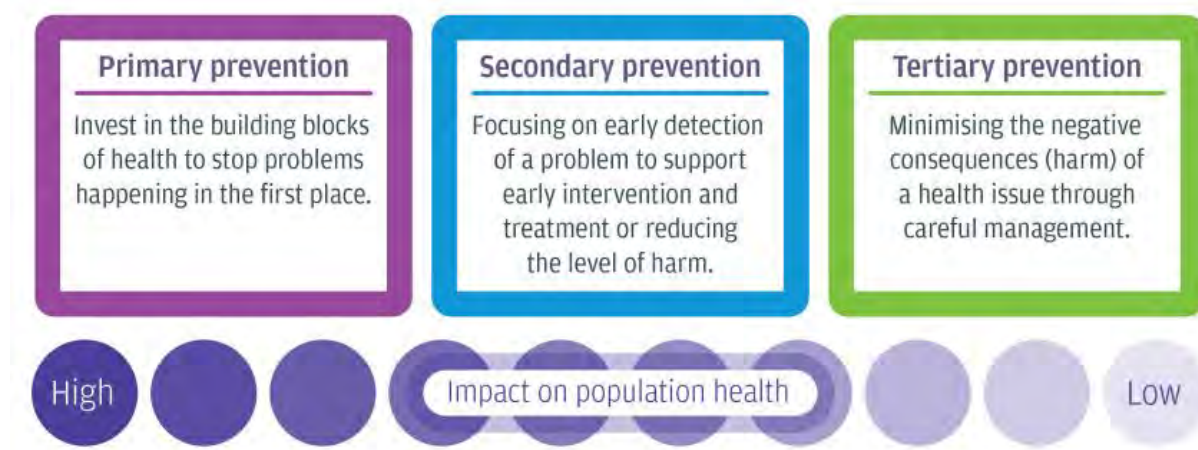 Primary prevention
Invest in the building blocks
of health to stop problems
happening in the first place.
Secondary prevention
Focusing on early detection
of a problem to support
early intervention and
treatment or reducing
the level of harm.
Tertiary prevention
Minimising the negative
consequences (harm) of
a health issue through
careful management.
High
Impact on population health
Low